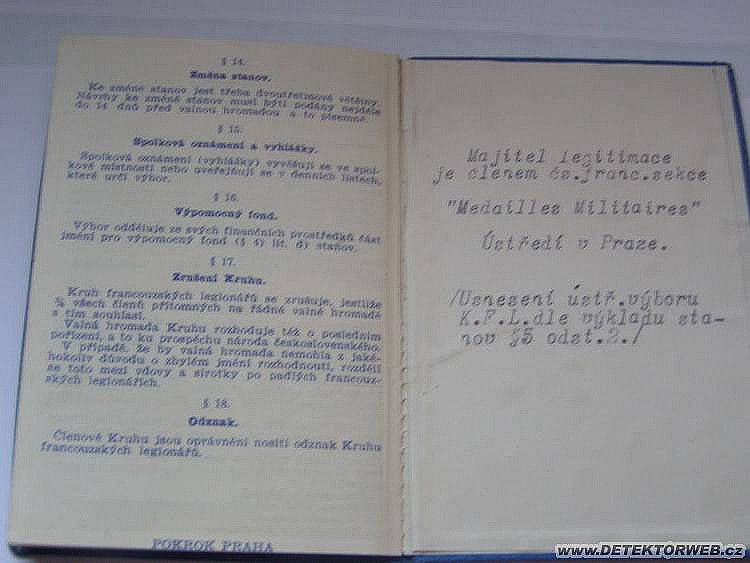 § 14.
Změna stanov.
Ke změně stanov jest třeba dvoutřetinové většiny.
Návrhy ke změně stanov musí býti podány nejdéle
do 14 dnů před valnou hromadou a to písemně.
§ 15.
Spolková oznámení a vyhlášky.
Spolková oznámení (vyhlášky) vyvěšují se ve spol-
kové místnosti nebo uveřejňují se v denních listech,
které určí výbor.
§ 16.
Výpomocný fond.
Výbor odděluje ze svých finančních prostředků část
jmění pro výpomocný fond (§ 4) lit. d) stanov.
§ 17.
Zrušení Kruhu.
Kruh francouzských legionářů se zrušuje, jestliže
¾ všech členů přítomných na řádné valné hromadě
s tím souhlasí.
Valná hromada Kruhu rozhoduje též o posledním
pořízení, a to ku prospěchu národa československého.
V případě, že by valná hromada nemohla z jaké-
hokoliv důvodu o zbylém jmění rozhodnouti, rozdělí
se toto mezi vdovy a sirotky po padlých francouz-
ských legionářích.
§ 18.
Odznak.
Členové Kruhu jsou oprávněni nositi odznak Kruhu
francouzských legionářů.
POKROK PRAHA
Majitel legitimace
je členem čs.franc.sekce
"Medailles Militaires"
Ústředí v Praze.
/Usnesení ústř.výboru
K.F.L.dle výkladu sta-
nov §5 odst.2./
www.DETEKTORWEB.cz